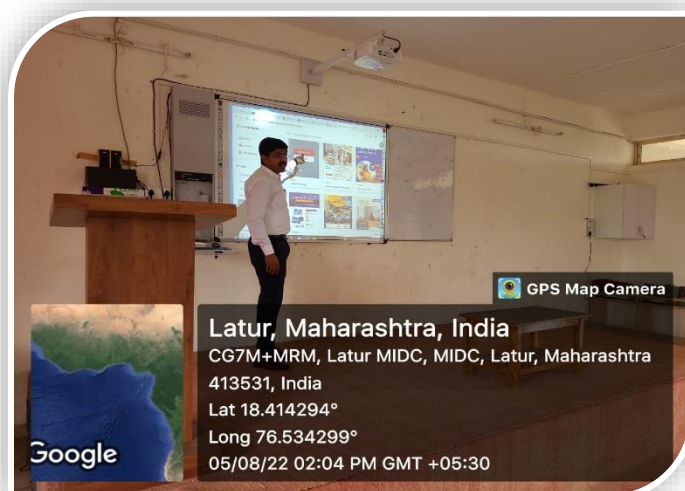 GPS Map Camera
Latur, Maharashtra, India
CG7M+MRM, Latur MIDC, MIDC, Latur, Maharashtra
413531, India
Lat 18.414294°
Long 76.534299°
05/08/22 02:04 PM GMT +05:30
Google